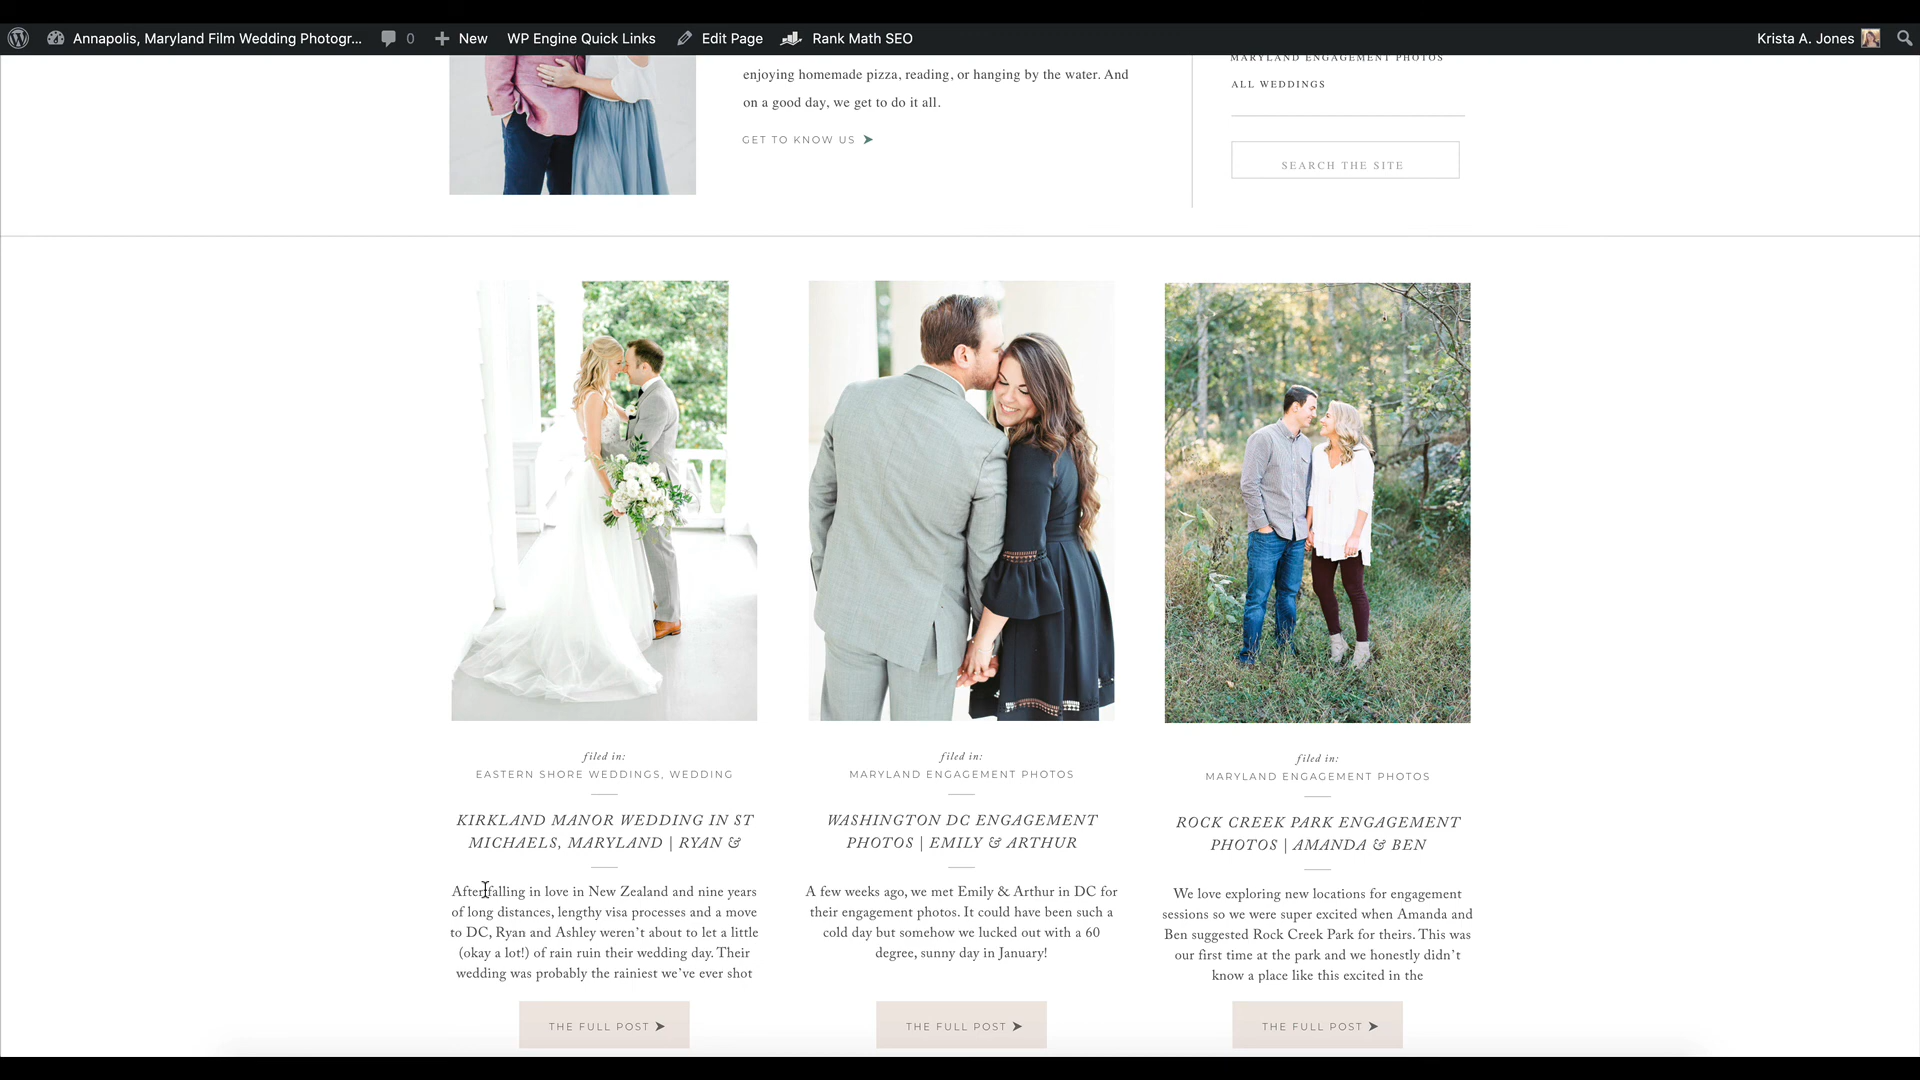 Annapolis, Maryland Film Wedding Photogr... 0 New WP Engine Quick Links Edit Page Rank Math SEO Krista A. Jones
enjoying homemade pizza, reading, or hanging by the water. And
on a good day, we get to do it all.
GET TO KNOW US
MARYLAND ENGAGEMENT PHOTOS
ALL WEDDINGS
SEARCH THE SITE
filed in:
EASTERN SHORE WEDDINGS, WEDDING
KIRKLAND MANOR WEDDING IN ST
MICHAELS, MARYLAND | RYAN &
After falling in love in New Zealand and nine years
of long distances, lengthy visa processes and a move
to DC, Ryan and Ashley weren't about to let a little
(okay a lot!) of rain ruin their wedding day. Their
wedding was probably the rainiest we've ever shot
THE FULL POST
filed in:
MARYLAND ENGAGEMENT PHOTOS
WASHINGTON DC ENGAGEMENT
PHOTOS | EMILY & ARTHUR
A few weeks ago, we met Emily & Arthur in DC for
their engagement photos. It could have been such a
cold day but somehow we lucked out with a 60
degree, sunny day in January!
THE FULL POST
filed in:
MARYLAND ENGAGEMENT PHOTOS
ROCK CREEK PARK ENGAGEMENT
PHOTOS | AMANDA & BEN
We love exploring new locations for engagement
sessions so we were super excited when Amanda and
Ben suggested Rock Creek Park for theirs. This was
our first time at the park and we honestly didn't
know a place like this excited in the
THE FULL POST